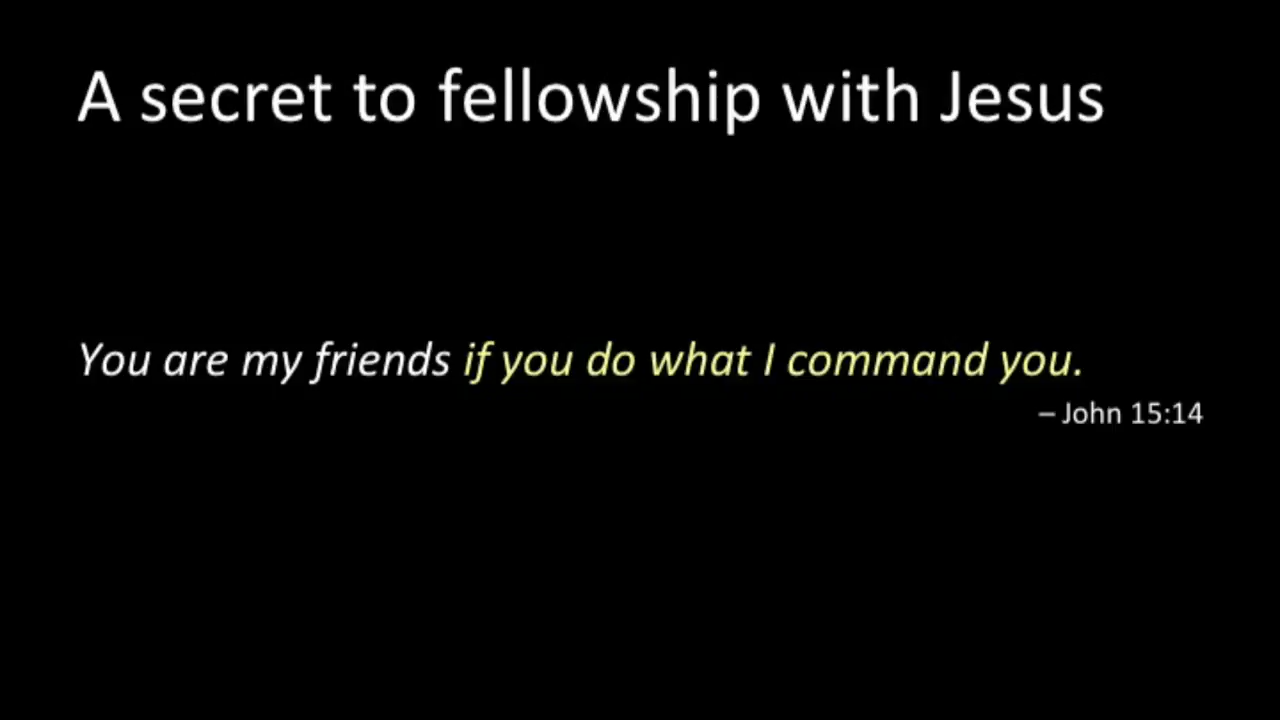 A secret to fellowship with Jesus
You are my friends if you do what I command you.
– John 15:14